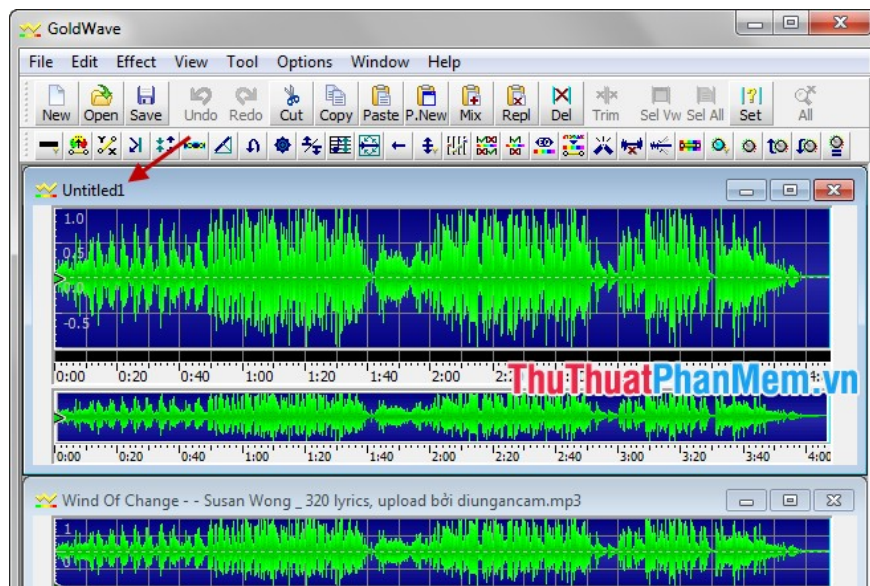 GoldWave
File Edit Effect View Tool Options Window Help
New Open Save Undo Redo Cut Copy Paste P.New Mix Repl Del Trim Sel Vw Sel All Set All
Untitled1
1.0
0.5
0.0
-0.5
0:00 0:20 0:40 1:00 1:20 1:40 2:00
ThuThuatPhanMem.vn
0:00 0:20 0:40 1:00 1:20 1:40 2:00 2:20 2:40 3:00 3:20 3:40 4:00
Wind Of Change - - Susan Wong _ 320 lyrics, upload bởi diungancam.mp3
1
0